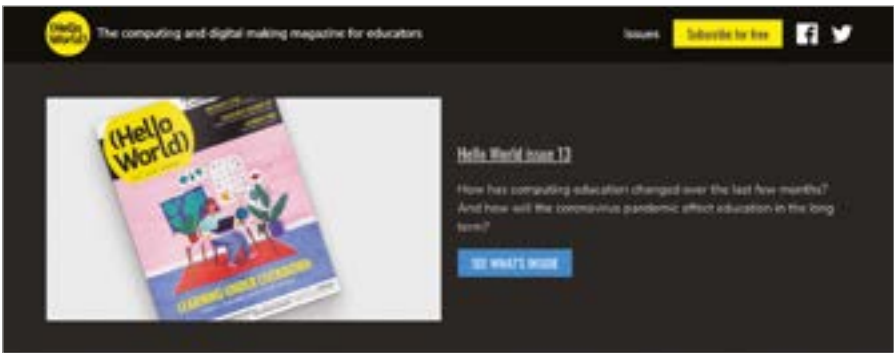 (Hello
World)
The computing and digital making magazine for educators
Issues
Subscribe for free
(Hello
World)
LEARNING UNDER LOCKDOWN
Hello World issue 13
How has computing education changed over the last few months?
And how will the coronavirus pandemic affect education in the long
term?
SEE WHAT'S INSIDE